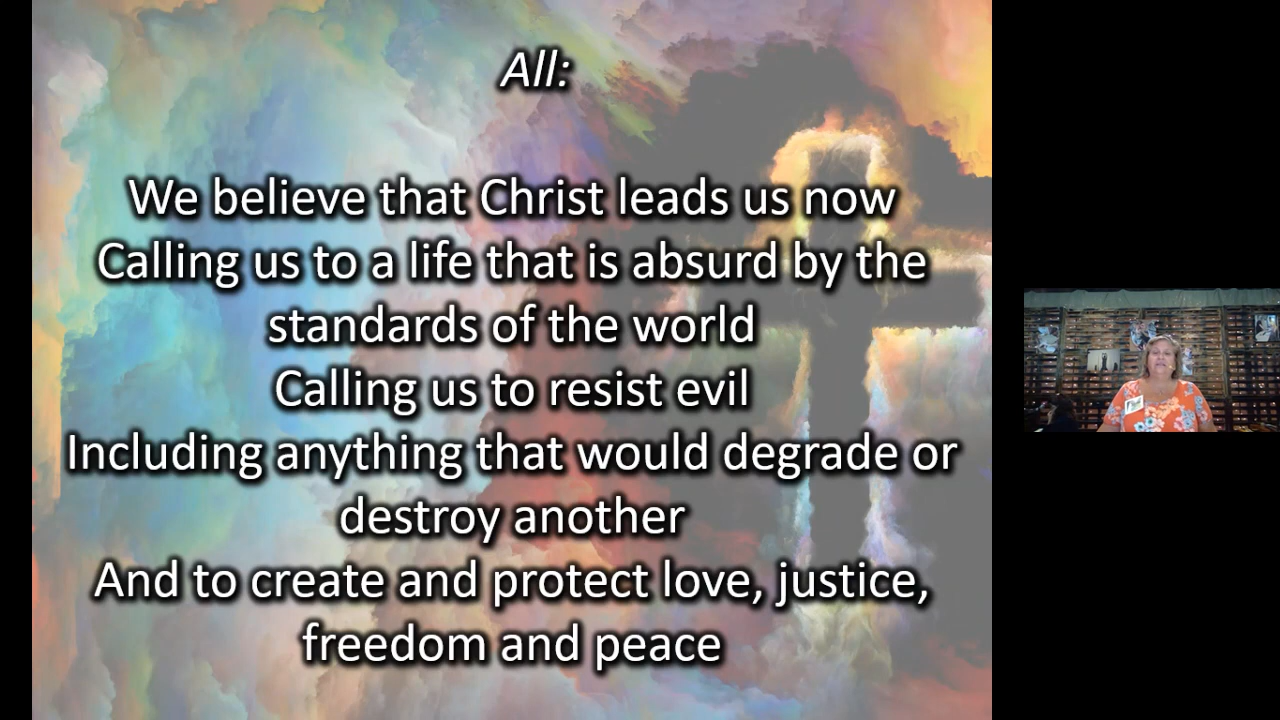 All:
We believe that Christ leads us now
Calling us to a life that is absurd by the
standards of the world
Calling us to resist evil
Including anything that would degrade or
destroy another
And to create and protect love, justice,
freedom and peace